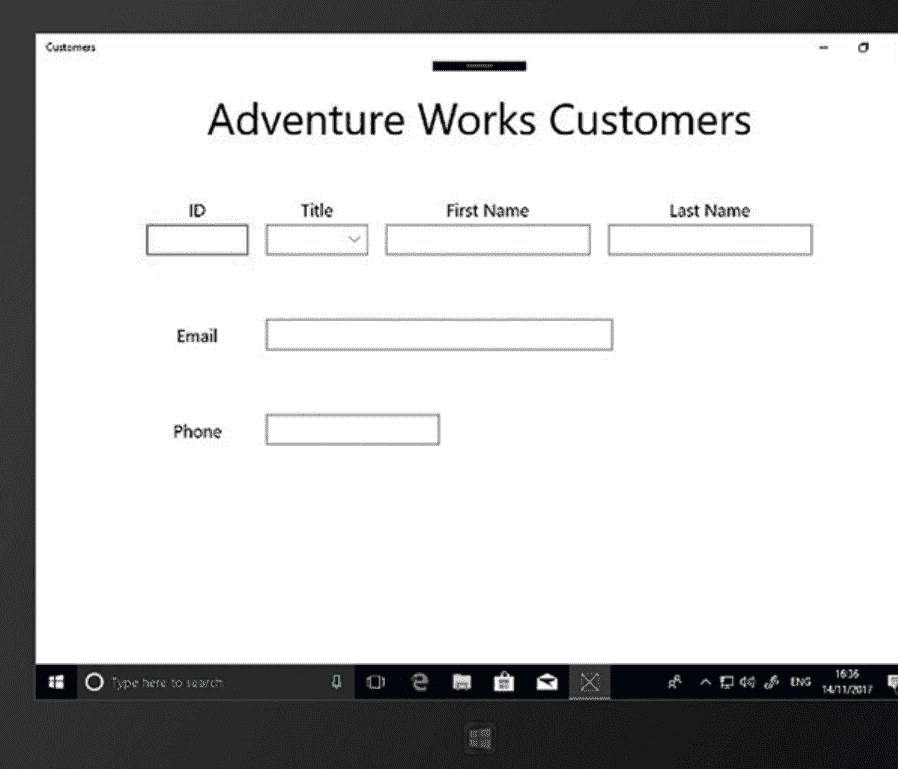 Customers
Adventure Works Customers
ID Title First Name Last Name
Email
Phone
Type here to search
ENG
16:36
14/11/2017